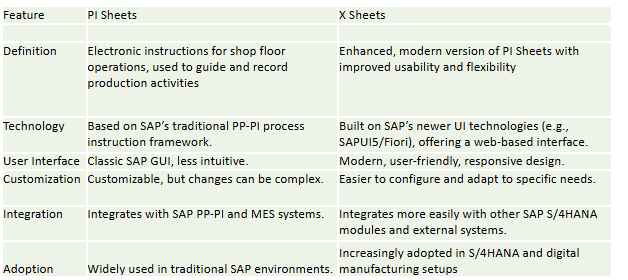 Feature PI Sheets X Sheets
Definition Electronic instructions for shop floor Enhanced, modern version of PI Sheets with
operations, used to guide and record improved usability and flexibility
production activities
Technology Based on SAP’s traditional PP-PI process Built on SAP’s newer UI technologies (e.g.,
instruction framework. SAPUI5/Fiori), offering a web-based interface.
User Interface Classic SAP GUI, less intuitive. Modern, user-friendly, responsive design.
Customization Customizable, but changes can be complex. Easier to configure and adapt to specific needs.
Integration Integrates with SAP PP-PI and MES systems. Integrates more easily with other SAP S/4HANA
modules and external systems.
Increasingly adopted in S/4HANA and digital
Adoption Widely used in traditional SAP environments. manufacturing setups